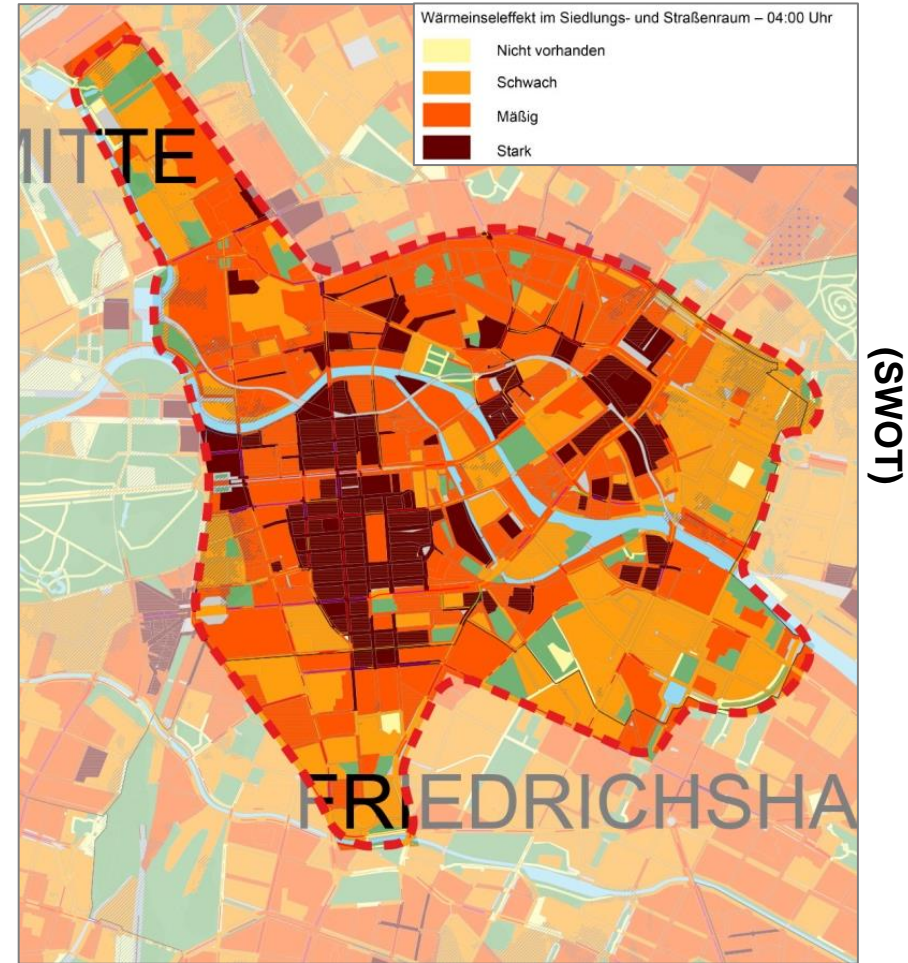 Wärmeinseleffekt im Siedlungs- und Straßenraum – 04:00 Uhr
Nicht vorhanden
Schwach
Mäßig
Stark
MITTE
(SWOT)
FRIEDRICHSHA